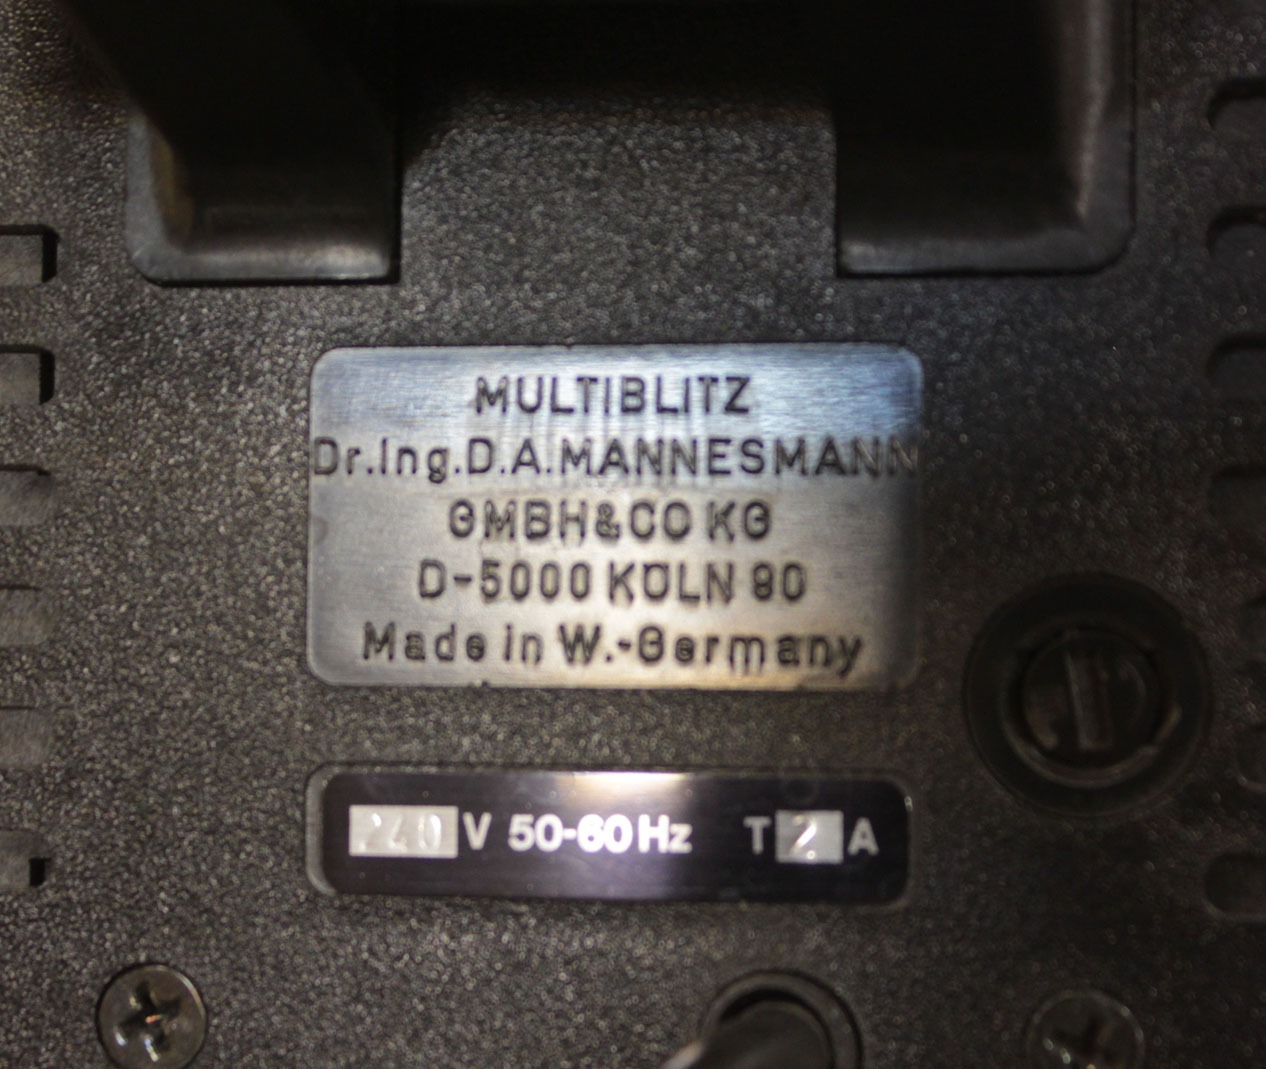 MULTIBLITZ
Dr.Ing.D.A.MANNESMANN
GMBH&CO KG
D-5000 KÖLN 90
Made in W.-Germany
240 V 50-60Hz T 2 A